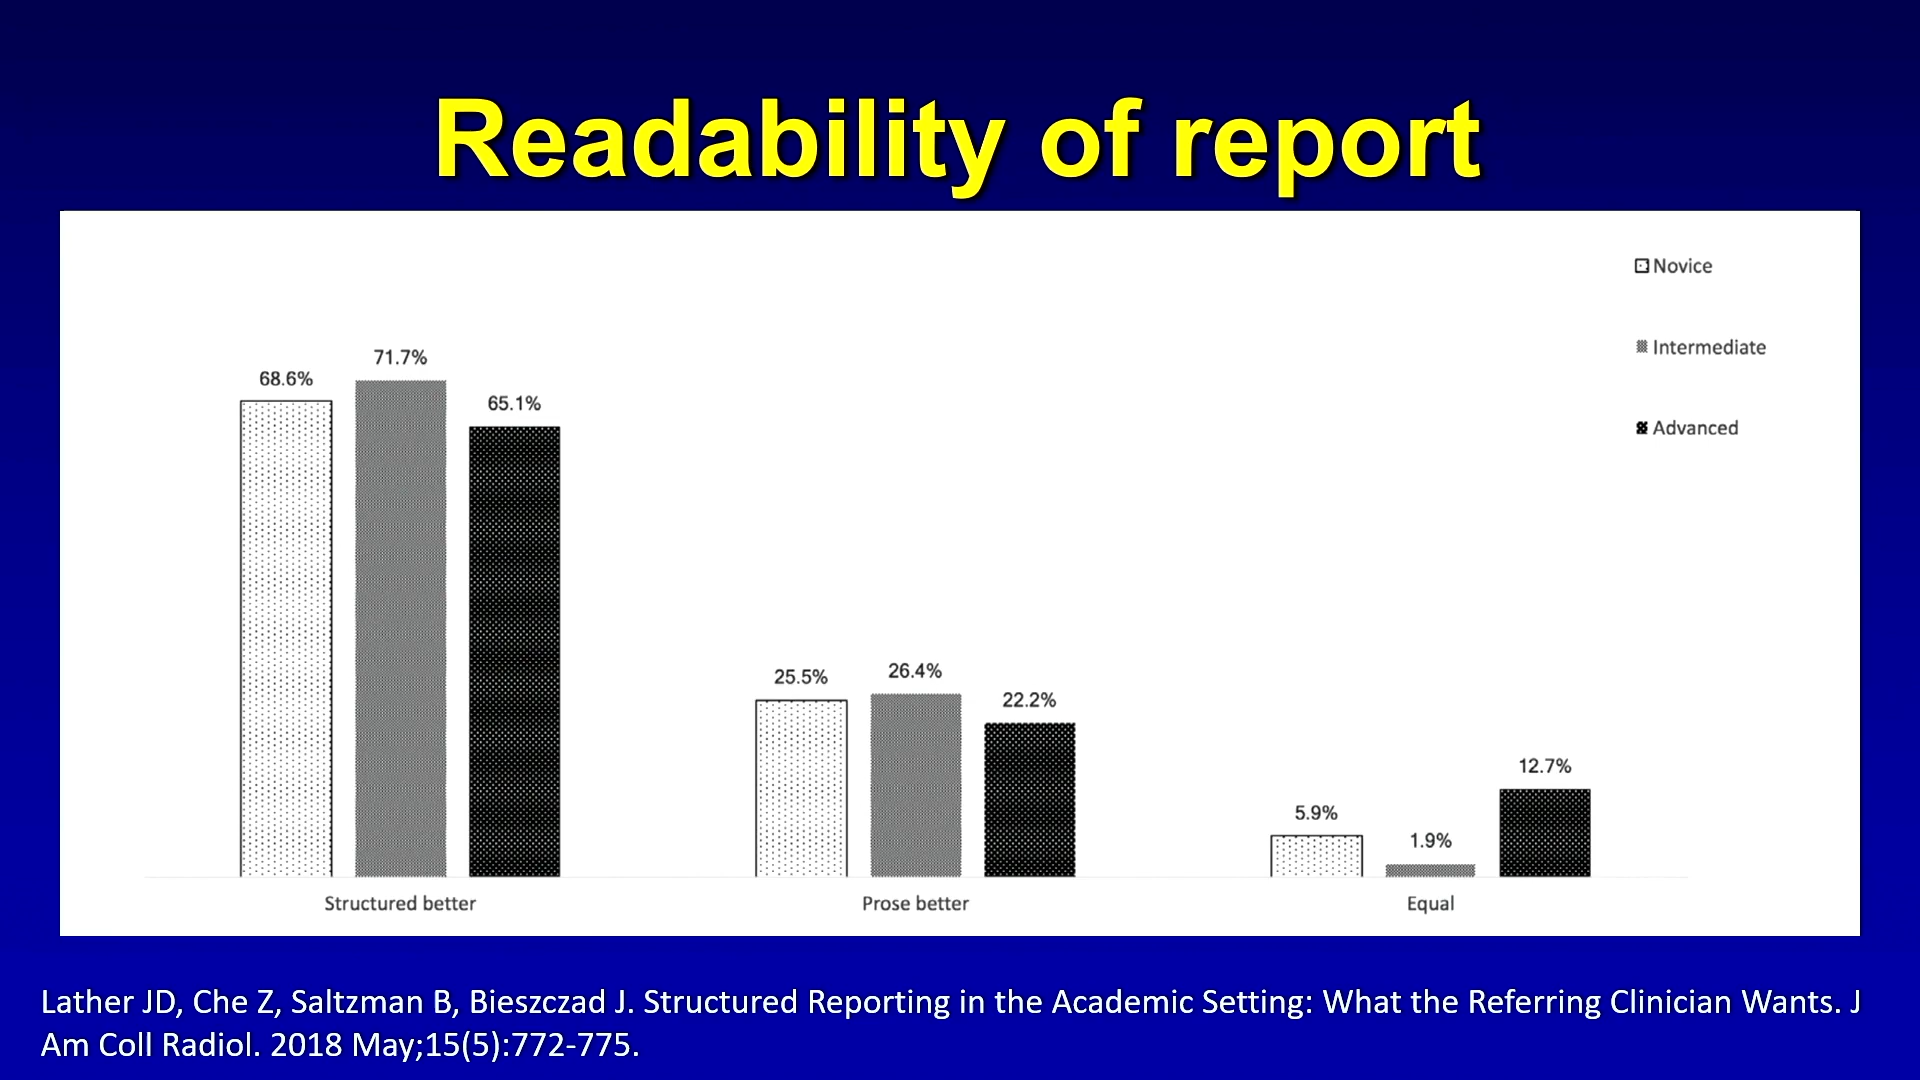 Readability of report
Novice
Intermediate
Advanced
68.6%
71.7%
65.1%
25.5%
26.4%
22.2%
5.9%
1.9%
12.7%
Structured better
Prose better
Equal
Lather JD, Che Z, Saltzman B, Bieszczad J. Structured Reporting in the Academic Setting: What the Referring Clinician Wants. J
Am Coll Radiol. 2018 May;15(5):772-775.